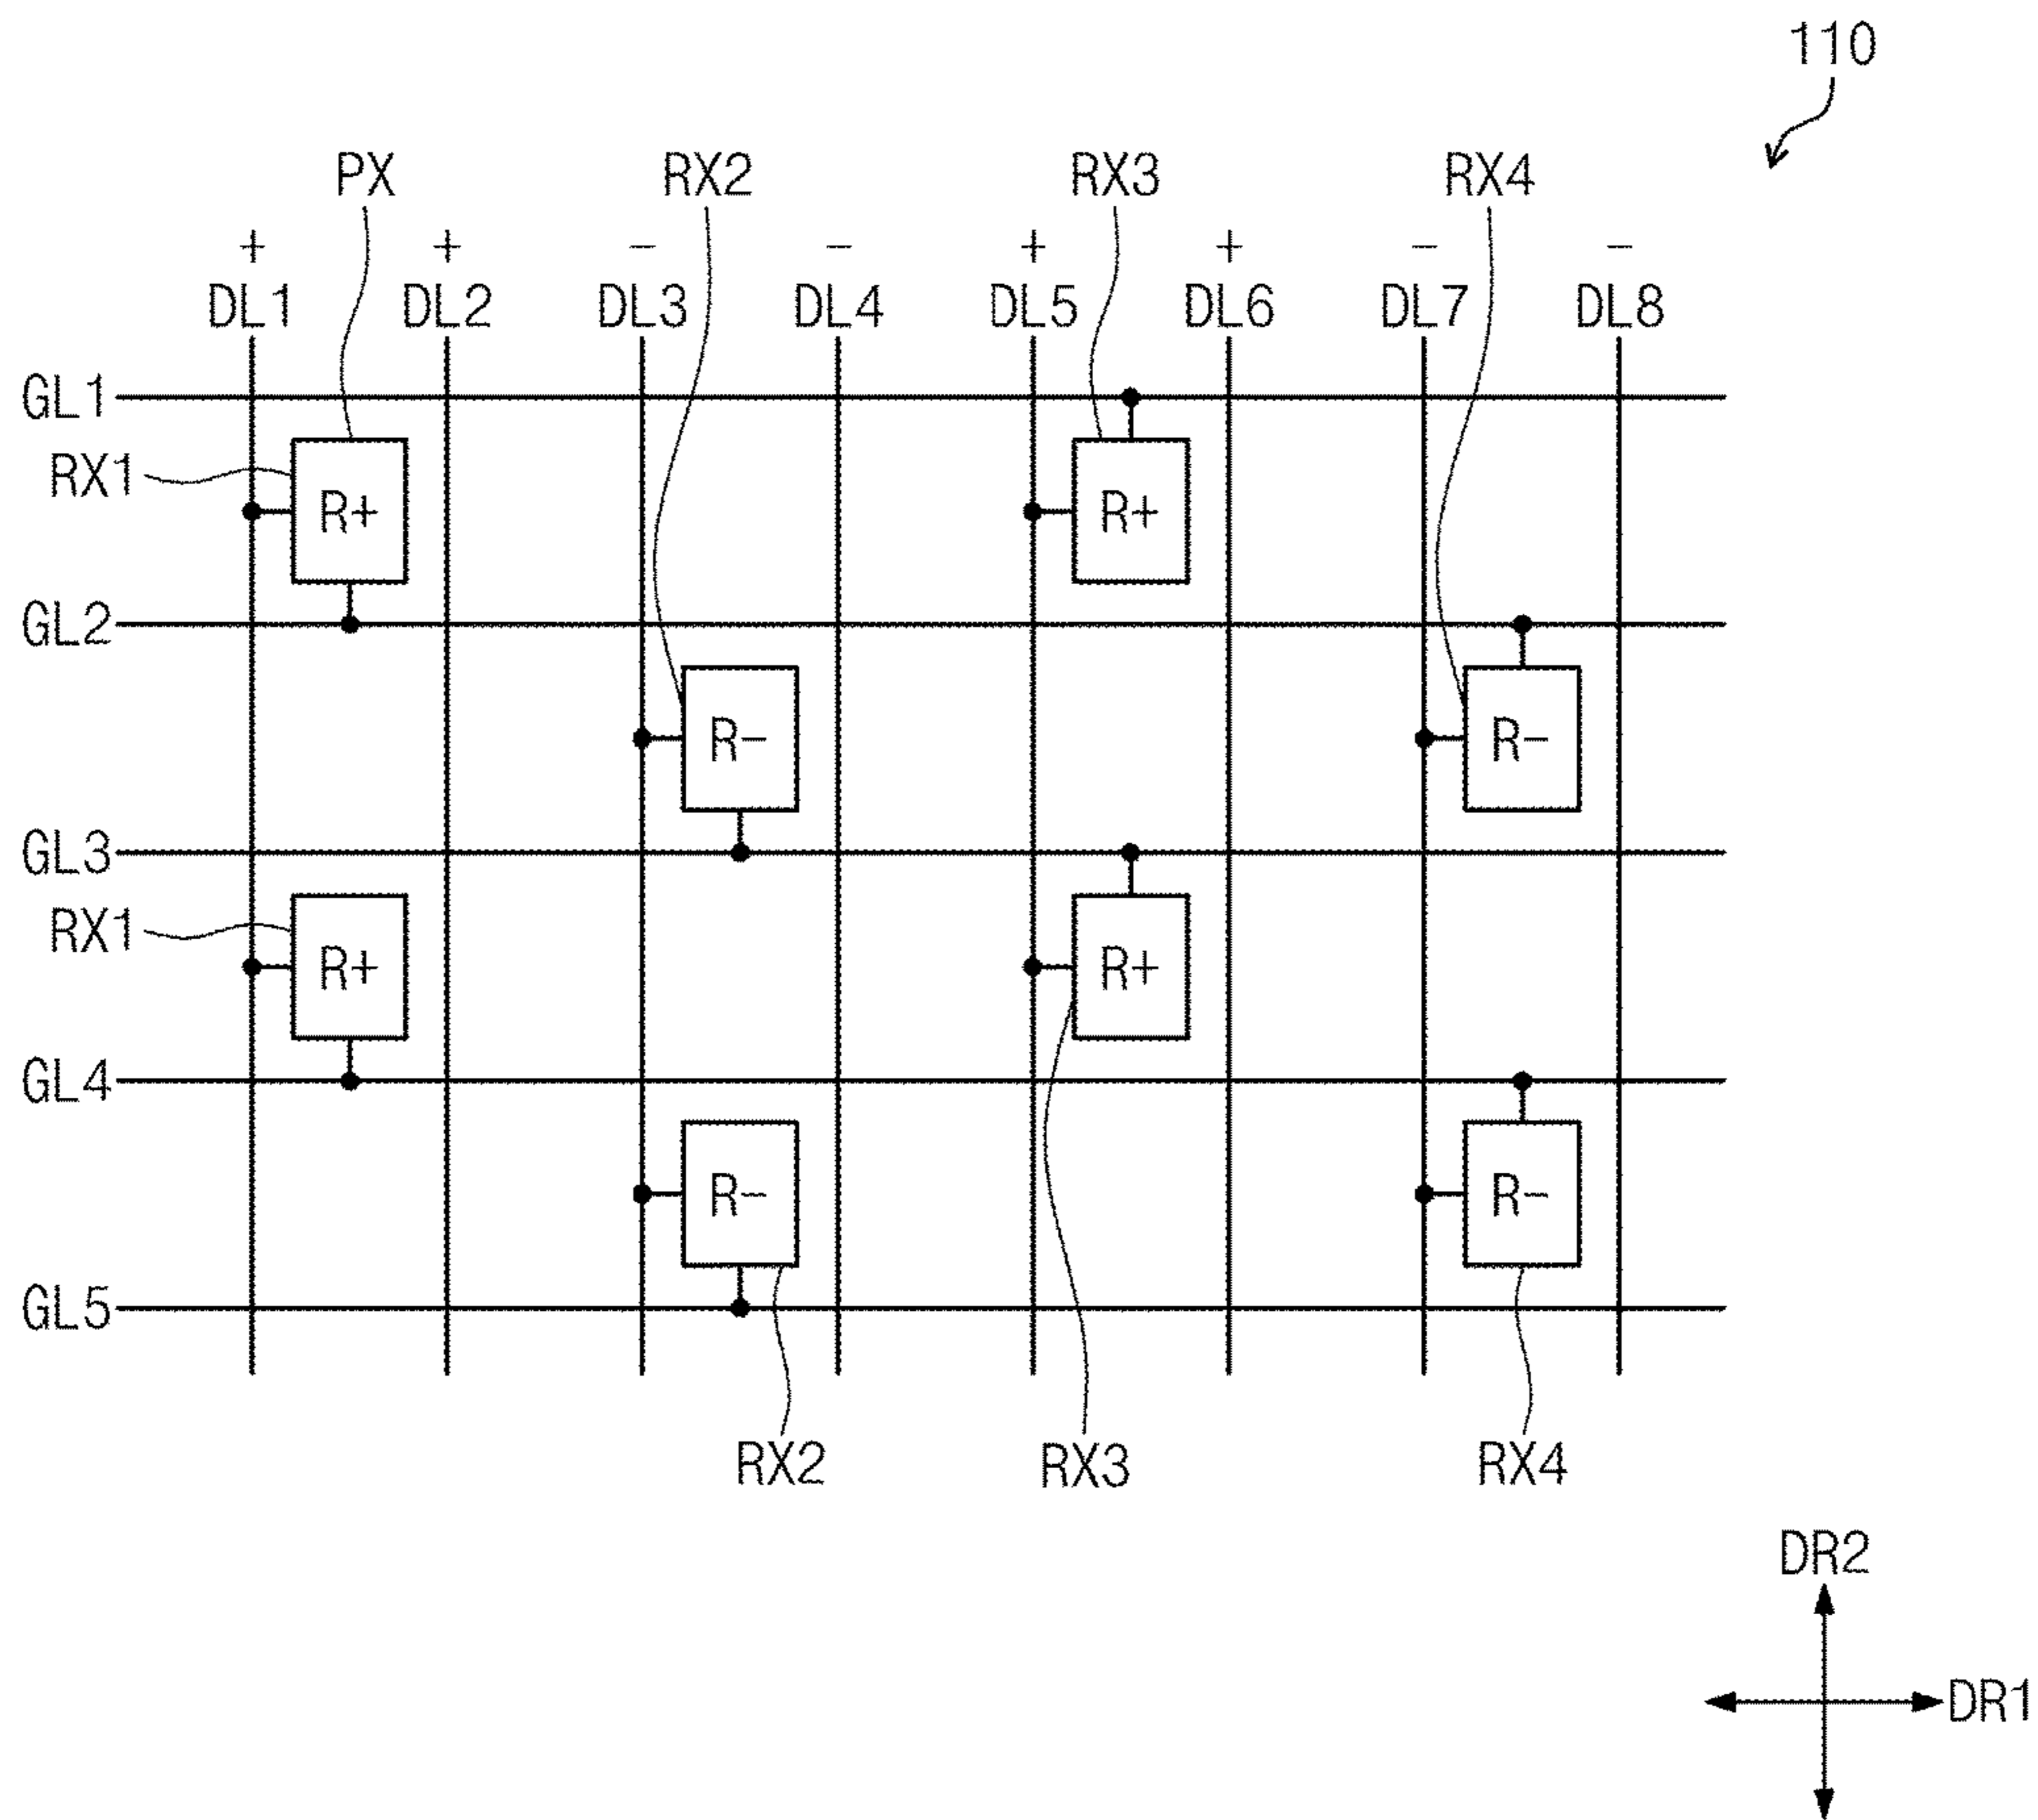 110
PX RX2 RX3 RX4
+ + - - + + - -
DL1 DL2 DL3 DL4 DL5 DL6 DL7 DL8
GL1
RX1
R+ R+
GL2
R- R-
GL3
RX1
R+ R+
GL4
R- R-
GL5
RX2 RX3 RX4
DR2
DR1